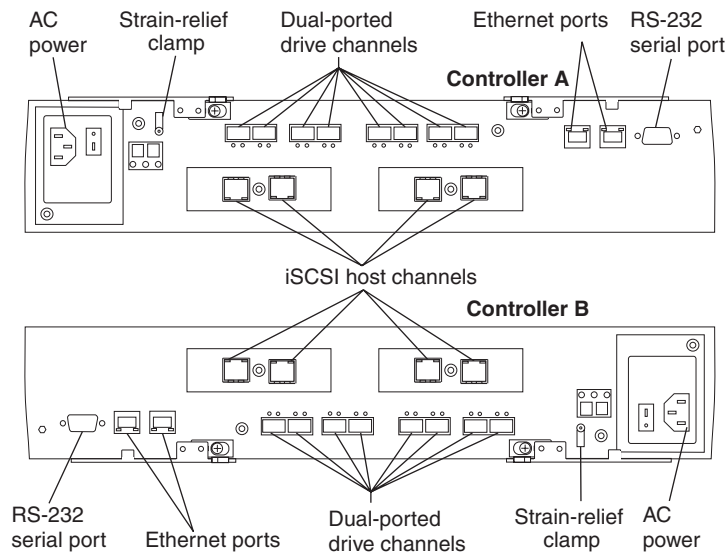 AC
power
Strain-relief
clamp
Dual-ported
drive channels
Ethernet ports
RS-232
serial port
Controller A
iSCSI host channels
Controller B
RS-232
serial port
Ethernet ports
Dual-ported
drive channels
Strain-relief
clamp
AC
power